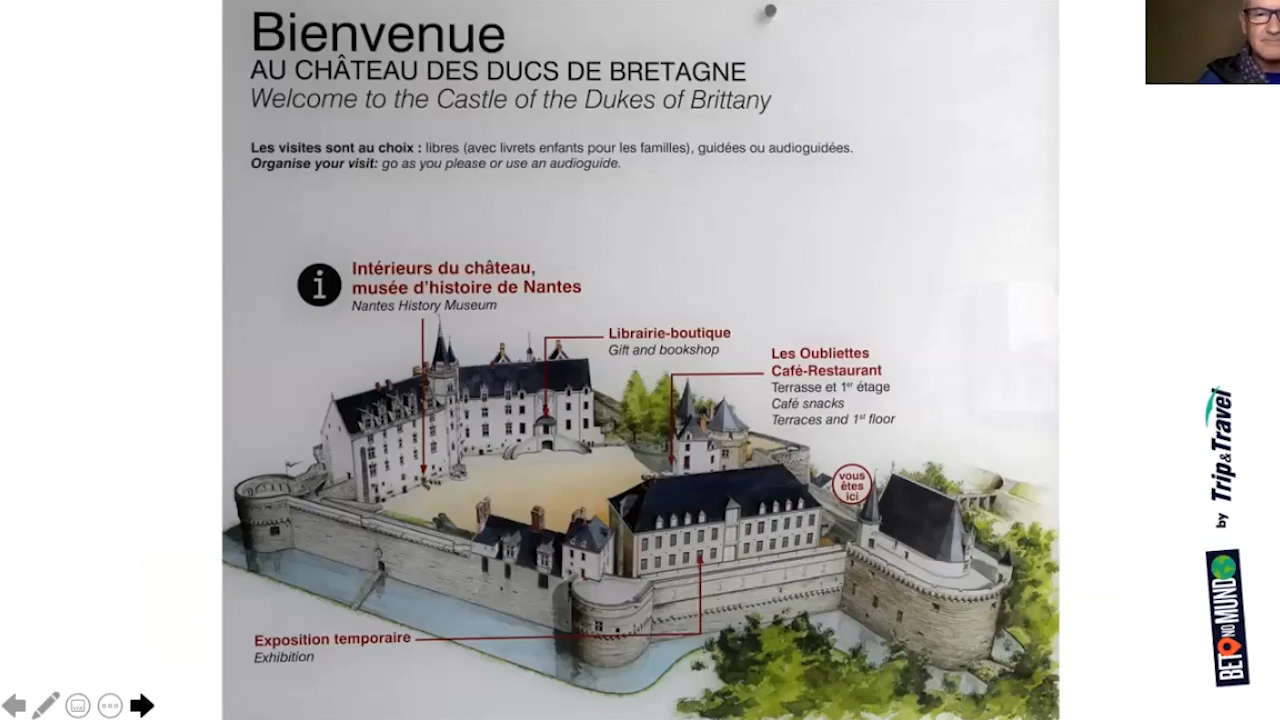 Bienvenue
AU CHÂTEAU DES DUCS DE BRETAGNE
Welcome to the Castle of the Dukes of Brittany
Les visites sont au choix : libres (avec livrets enfants pour les familles), guidées ou audioguidées.
Organise your visit: go as you please or use an audioguide.
i
Intérieurs du château,
musée d'histoire de Nantes
Nantes History Museum
Librairie-boutique
Gift and bookshop
Les Oubliettes
Café-Restaurant
Terrasse et 1er étage
Café snacks
Terraces and 1st floor
vous
êtes
ici
Exposition temporaire
Exhibition
by Trip&Travel
BETO NO MUNDO